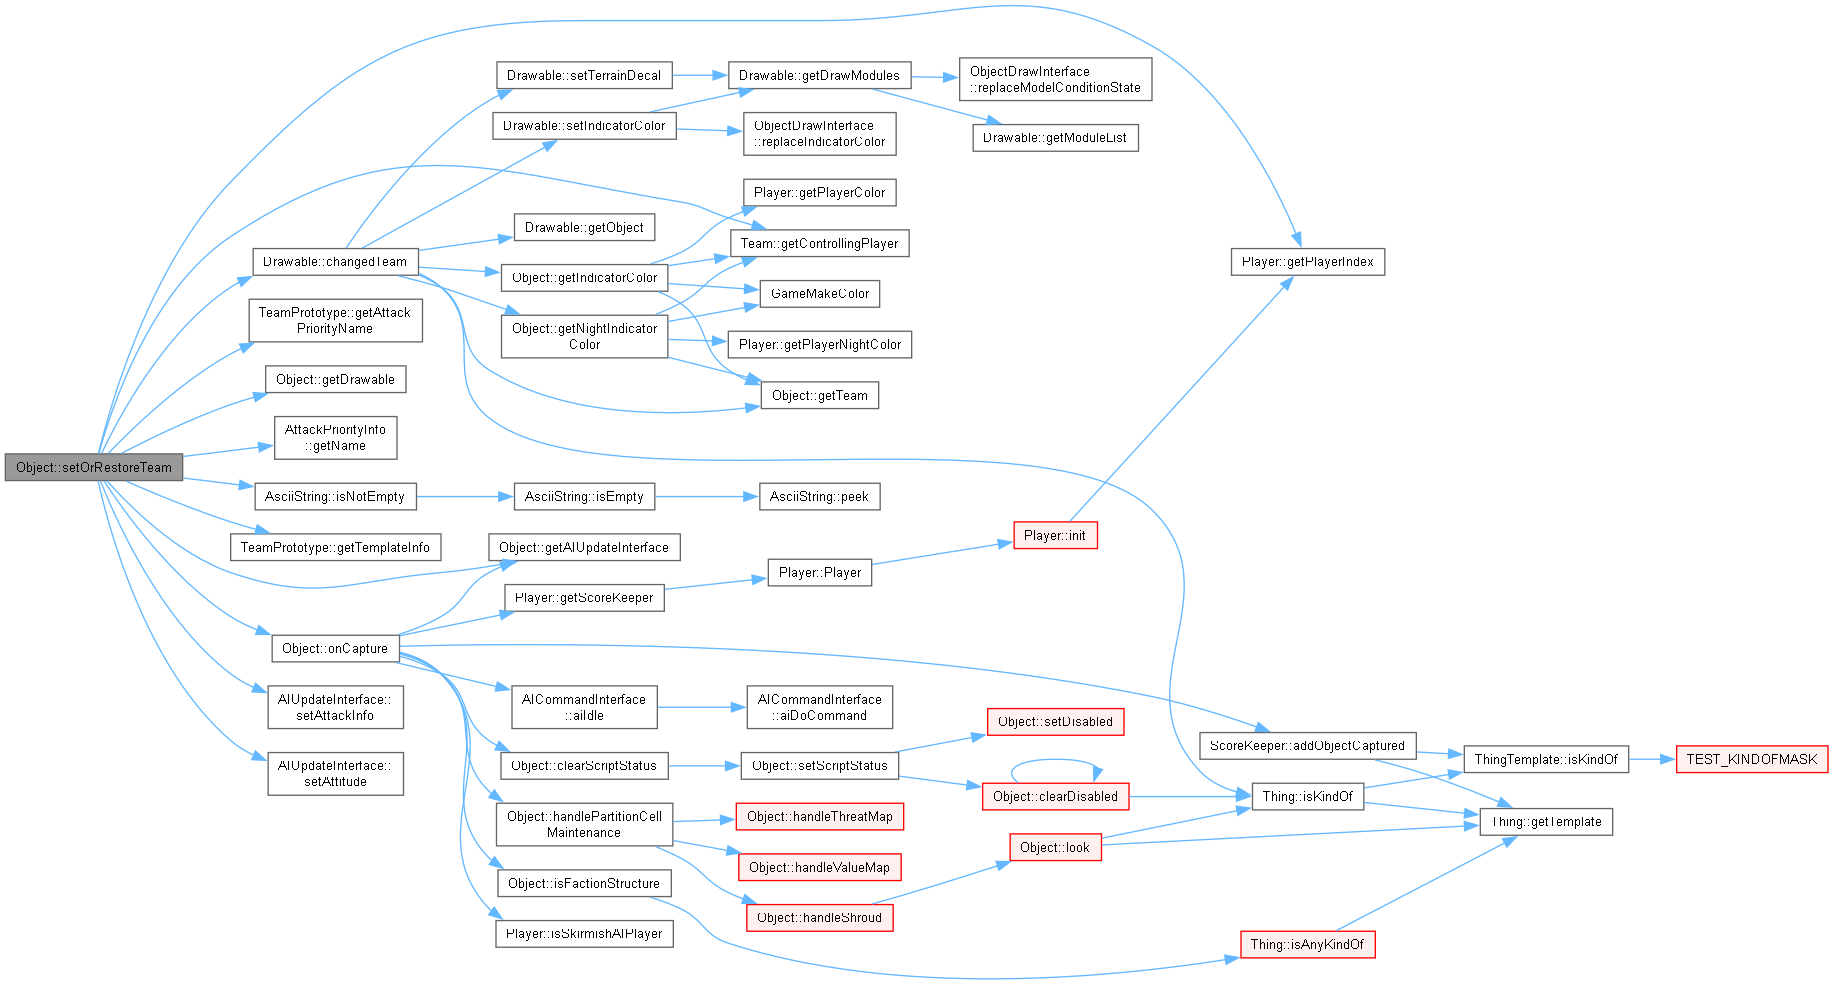 Object::setOrRestoreTeam
Drawable::changedTeam
TeamPrototype::getAttack
PriorityName
Object::getDrawable
AttackPriorityInfo
::getName
AsciiString::isNotEmpty
TeamPrototype::getTemplateInfo
Object::onCapture
AIUpdateInterface::
setAttackInfo
AIUpdateInterface::
setAttitude
Drawable::setTerrainDecal
Drawable::setIndicatorColor
Drawable::getObject
Object::getIndicatorColor
Object::getNightIndicator
Color
AsciiString::isEmpty
Object::getAIUpdateInterface
Player::getScoreKeeper
AICommandInterface
::aiIdle
Object::clearScriptStatus
Object::handlePartitionCell
Maintenance
Object::isFactionStructure
Player::isSkirmishAIPlayer
Drawable::getDrawModules
ObjectDrawInterface
::replaceIndicatorColor
Player::getPlayerColor
Team::getControllingPlayer
GameMakeColor
Player::getPlayerNightColor
Object::getTeam
AsciiString::peek
Player::Player
AICommandInterface
::aiDoCommand
Object::setScriptStatus
Object::handleThreatMap
Object::handleValueMap
Object::handleShroud
ObjectDrawInterface
::replaceModelConditionState
Drawable::getModuleList
Player::init
Object::setDisabled
Object::clearDisabled
Object::look
Player::getPlayerIndex
ScoreKeeper::addObjectCaptured
Thing::isKindOf
Thing::isAnyKindOf
ThingTemplate::isKindOf
Thing::getTemplate
TEST_KINDOFMASK